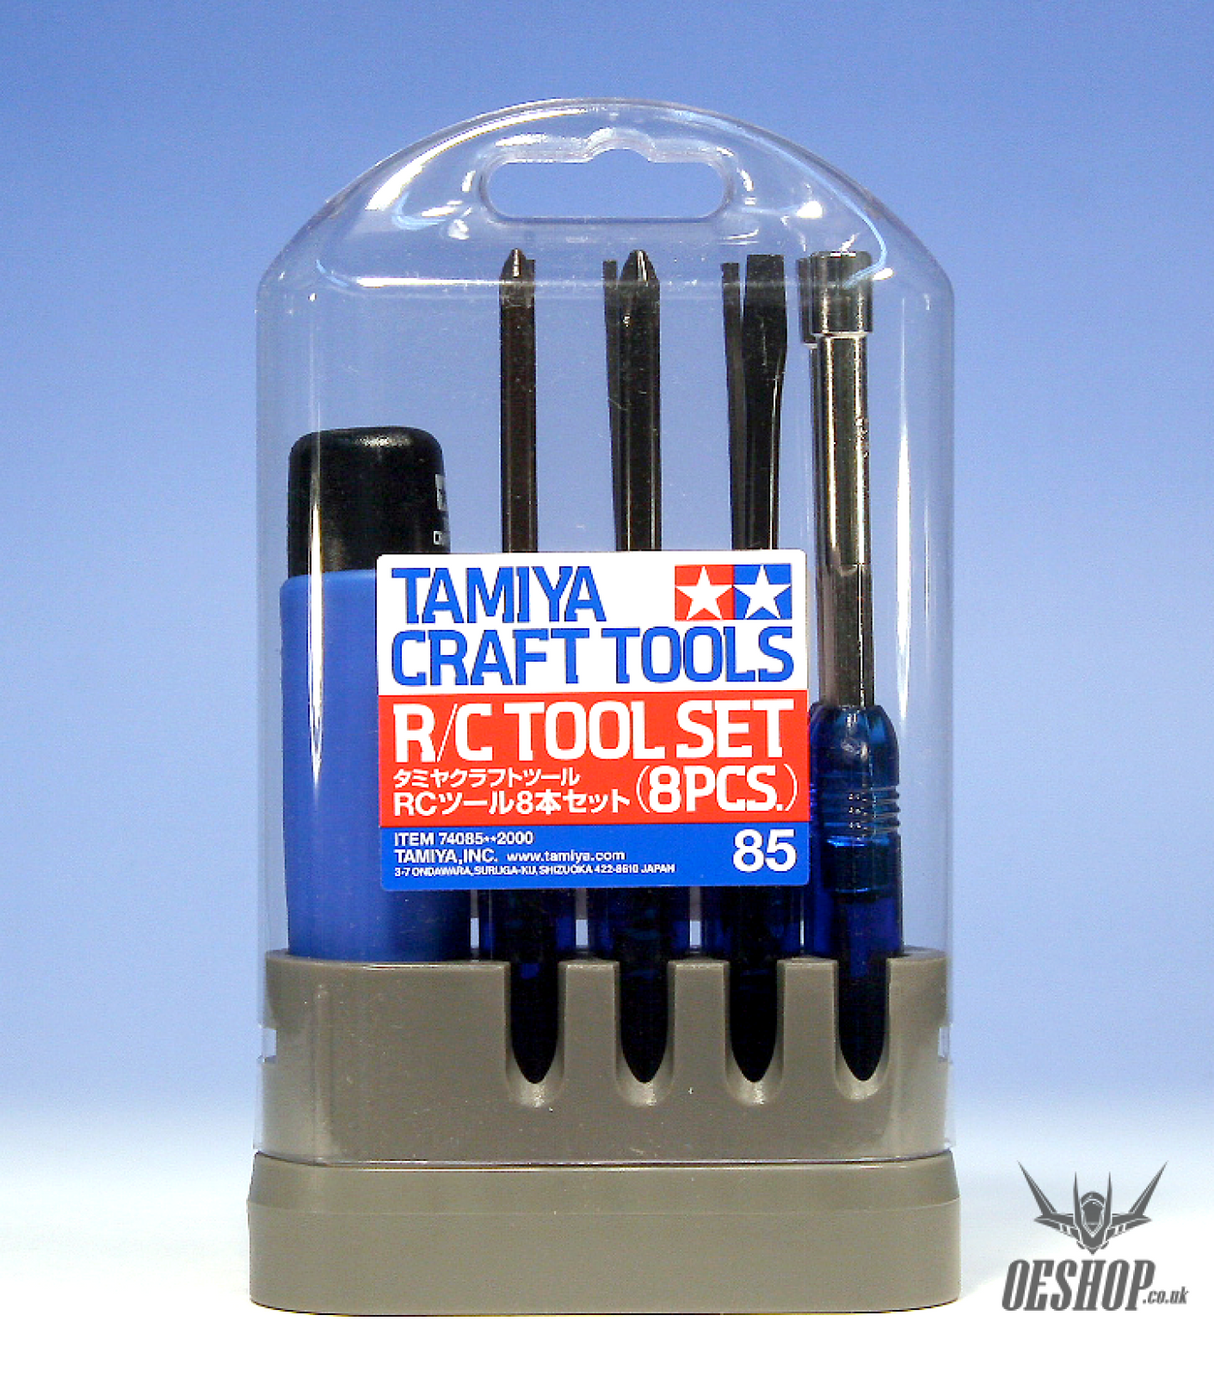 TAMIYA
CRAFT TOOLS
R/C TOOL SET
タミヤクラフトツール
RCツール8本セット (8PCS.)
ITEM 74085**2000
TAMIYA,INC. www.tamiya.com
3-7 ONDAWARA, SURUGA-KU, SHIZUOKA 422-8610 JAPAN
85
OESHOP.co.uk